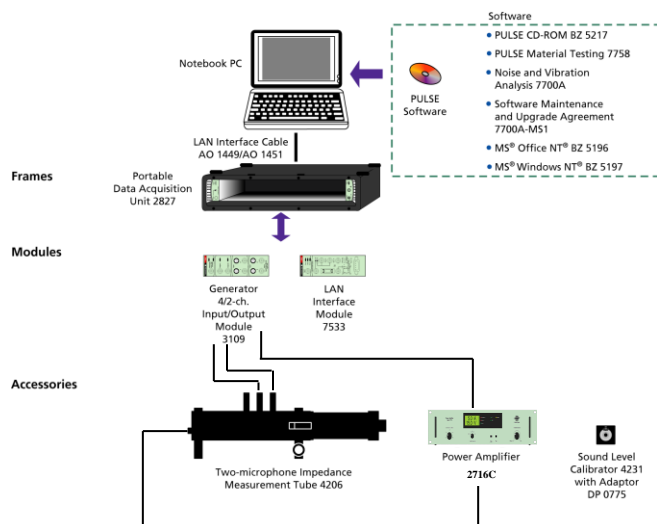 Software
• PULSE CD-ROM BZ 5217
• PULSE Material Testing 7758
• Noise and Vibration
Analysis 7700A
• Software Maintenance
and Upgrade Agreement
7700A-MS1
• MS® Office NT® BZ 5196
• MS® Windows NT® BZ 5197
PULSE
Software
Notebook PC
LAN Interface Cable
AO 1449/AO 1451
Frames
Portable
Data Acquisition
Unit 2827
Modules
Generator
4/2-ch.
Input/Output
Module
3109
LAN
Interface
Module
7533
Accessories
Two-microphone Impedance
Measurement Tube 4206
Power Amplifier
2716C
Sound Level
Calibrator 4231
with Adaptor
DP 0775